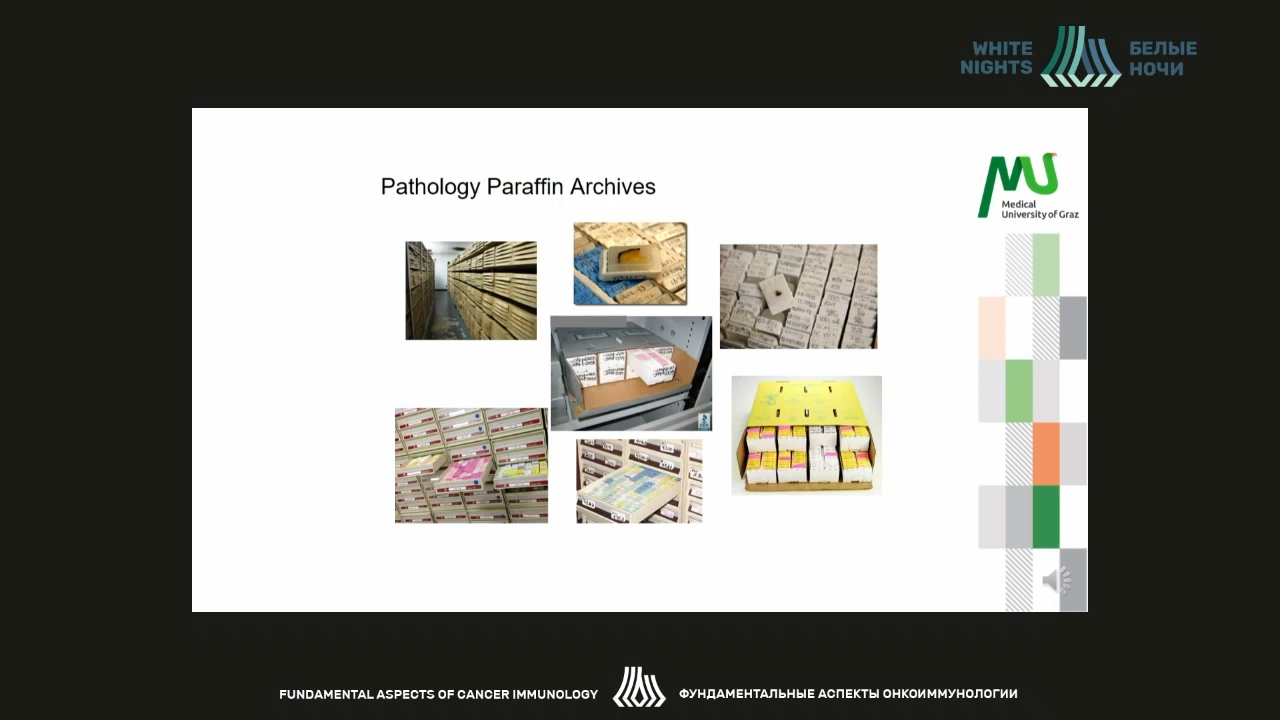 WHITE
NIGHTS
БЕЛЫЕ
НОЧИ
Pathology Paraffin Archives
Medical
University of Graz
FUNDAMENTAL ASPECTS OF CANCER IMMUNOLOGY
ФУНДАМЕНТАЛЬНЫЕ АСПЕКТЫ ОНКОИММУНОЛОГИИ